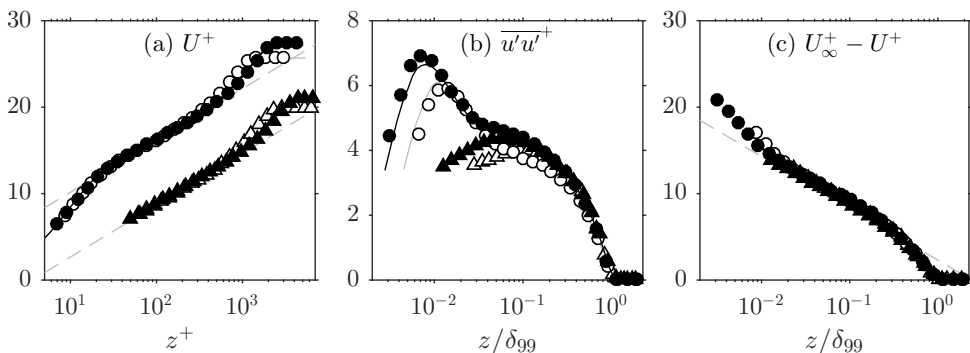 (a) U⁺
30
20
10
0
10¹ 10² 10³
z⁺
(b) u′u′⁺
8
6
4
2
0
10⁻² 10⁻¹ 10⁰
z/δ₉₉
(c) U⁺∞ − U⁺
30
20
10
0
10⁻² 10⁻¹ 10⁰
z/δ₉₉